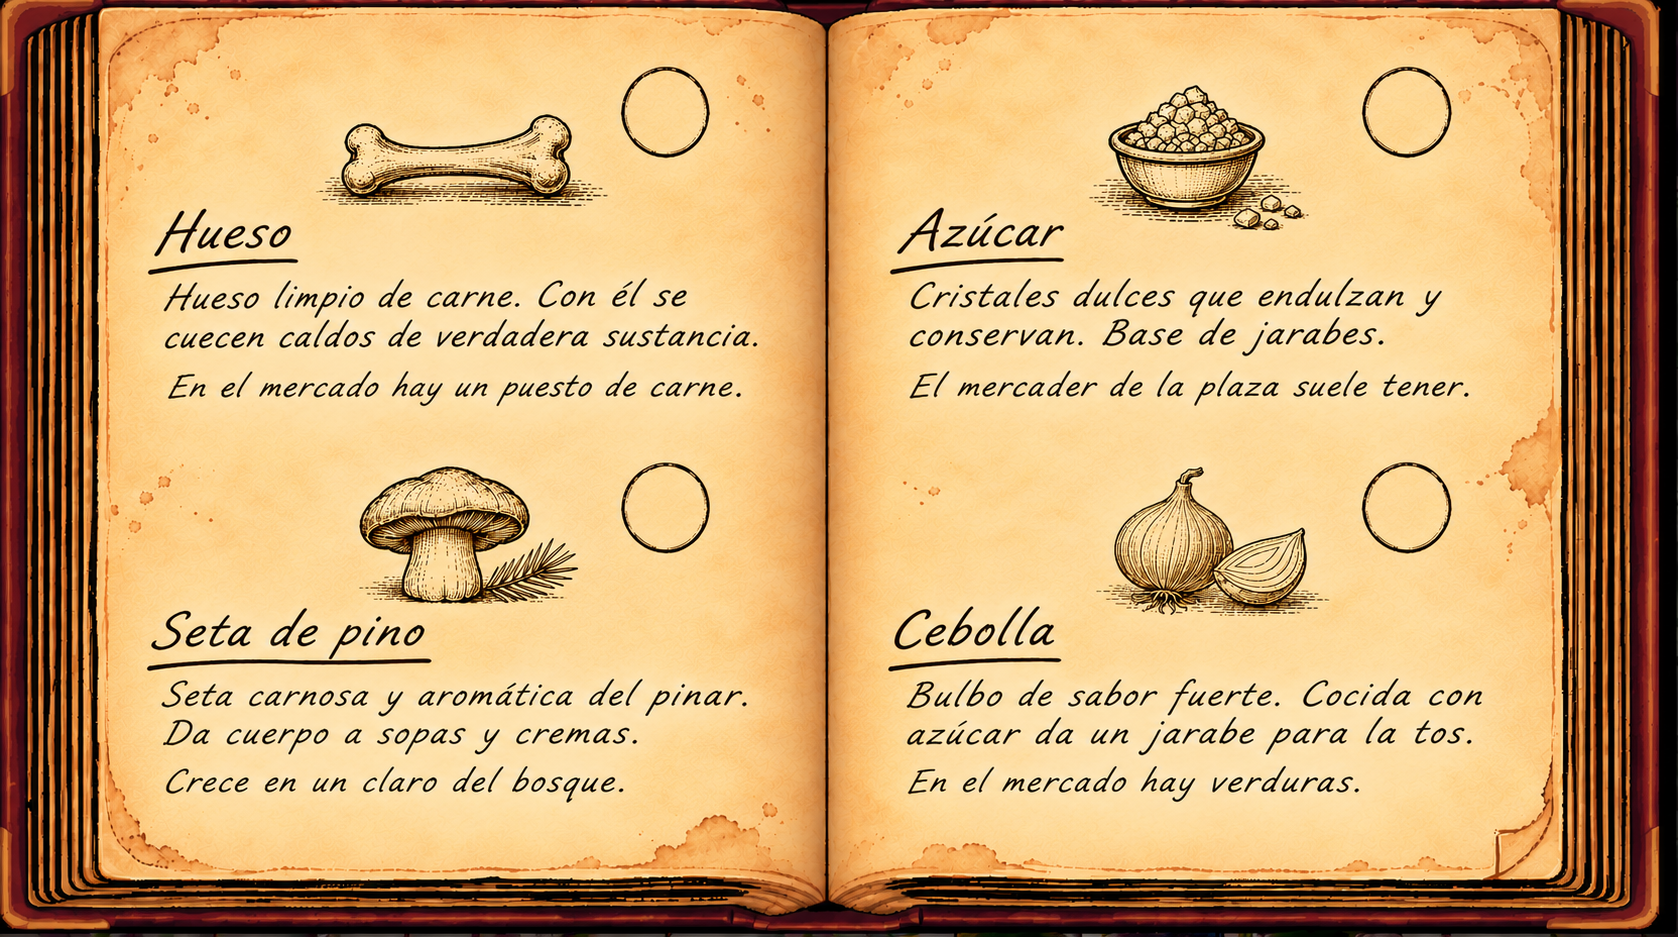 Hueso
Hueso limpio de carne. Con él se
cuecen caldos de verdadera sustancia.
En el mercado hay un puesto de carne.
Seta de pino
Seta carnosa y aromática del pinar.
Da cuerpo a sopas y cremas.
Crece en un claro del bosque.
Azúcar
Cristales dulces que endulzan y
conservan. Base de jarabes.
El mercader de la plaza suele tener.
Cebolla
Bulbo de sabor fuerte. Cocida con
azúcar da un jarabe para la tos.
En el mercado hay verduras.